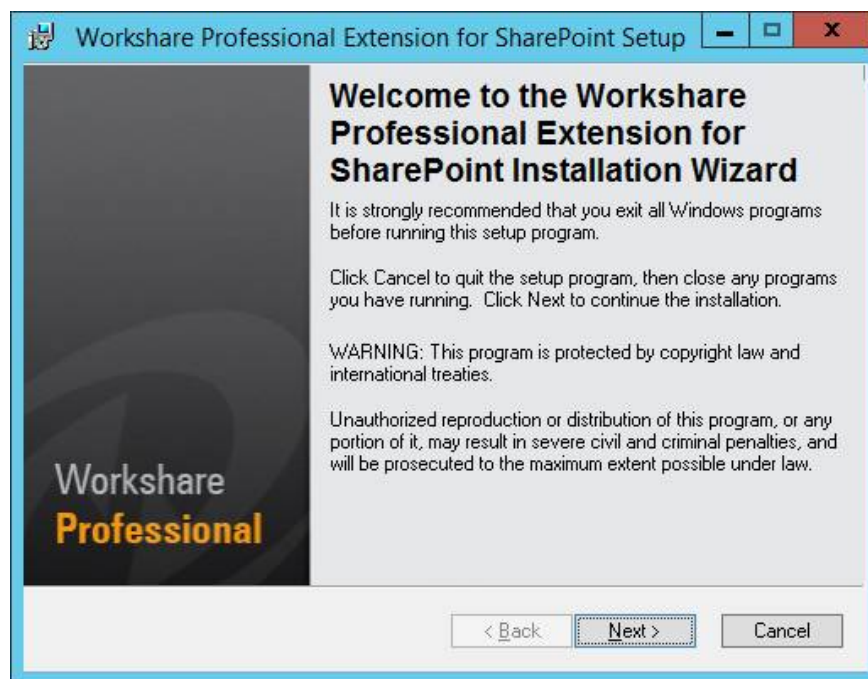 Workshare Professional Extension for SharePoint Setup
Welcome to the Workshare
Professional Extension for
SharePoint Installation Wizard
It is strongly recommended that you exit all Windows programs
before running this setup program.
Click Cancel to quit the setup program, then close any programs
you have running. Click Next to continue the installation.
WARNING: This program is protected by copyright law and
international treaties.
Unauthorized reproduction or distribution of this program, or any
portion of it, may result in severe civil and criminal penalties, and
will be prosecuted to the maximum extent possible under law.
Workshare
Professional
< Back
Next >
Cancel